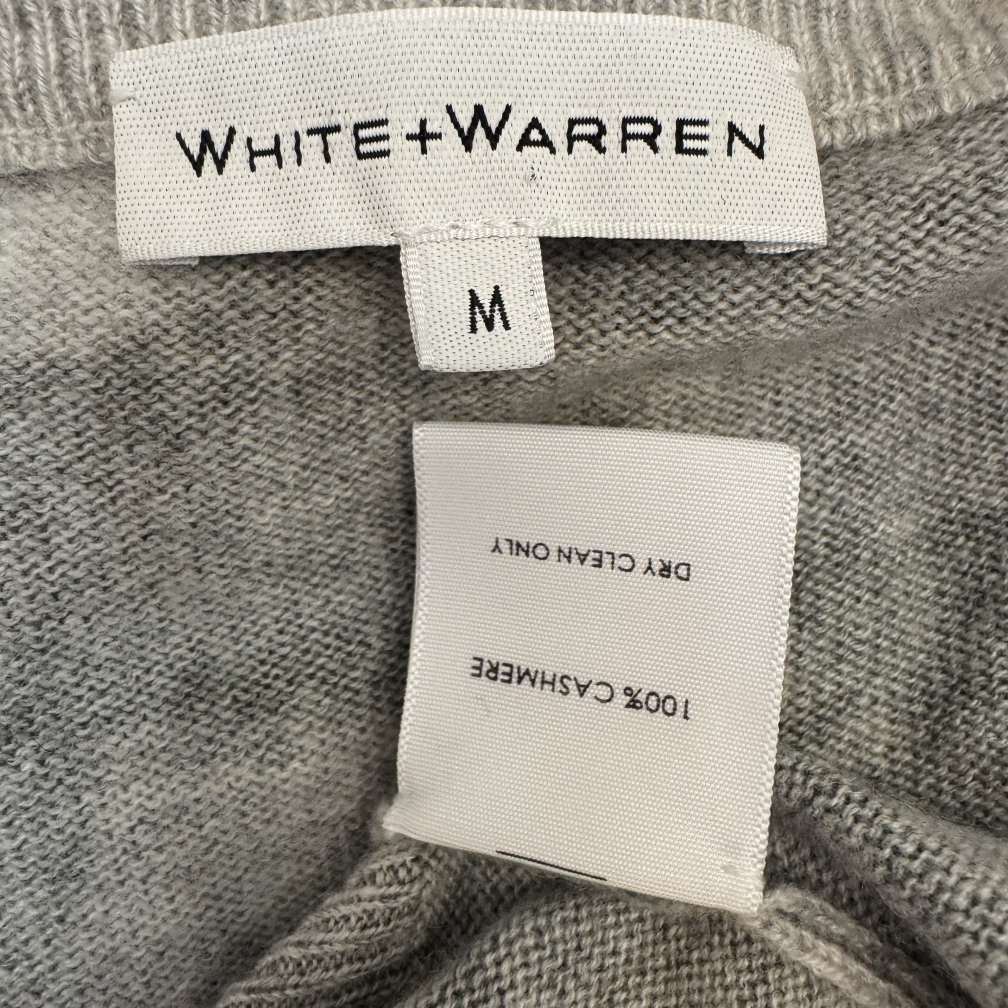 WHITE+WARREN
M
100% CASHMERE
DRY CLEAN ONLY